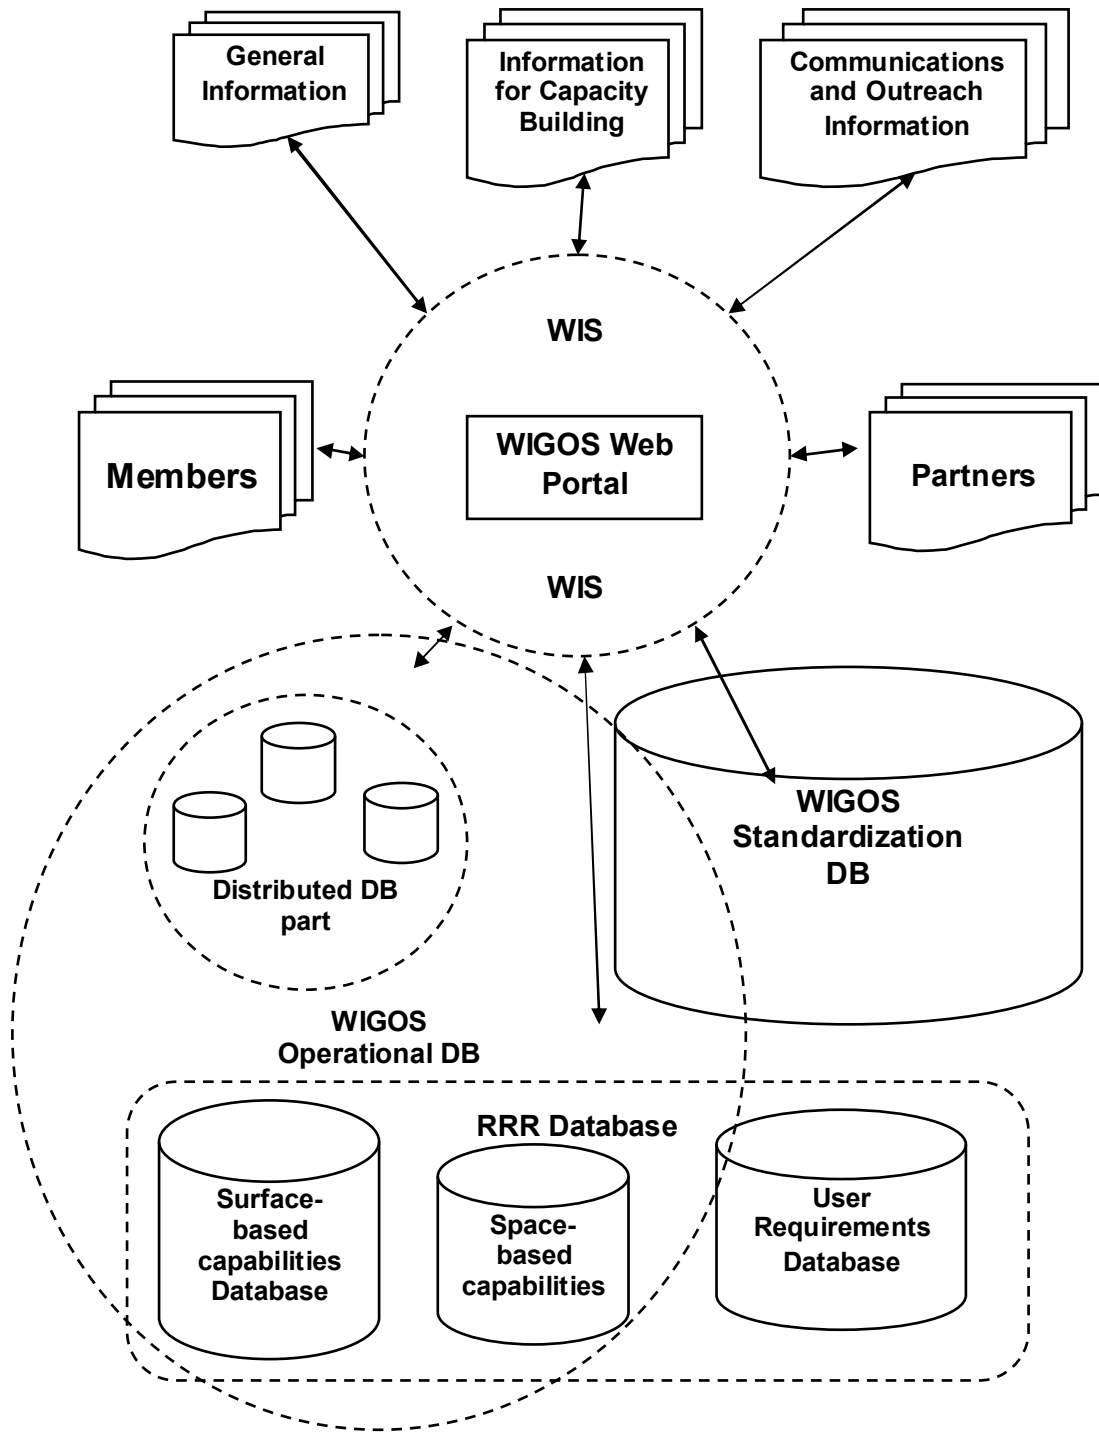 General
Information
Information
for Capacity
Building
Communications
and Outreach
Information
WIS
Members
WIGOS Web
Portal
Partners
WIS
WIGOS
Standardization
DB
Distributed DB
part
WIGOS
Operational DB
RRR Database
Surface-
based
capabilities
Database
Space-
based
capabilities
User
Requirements
Database